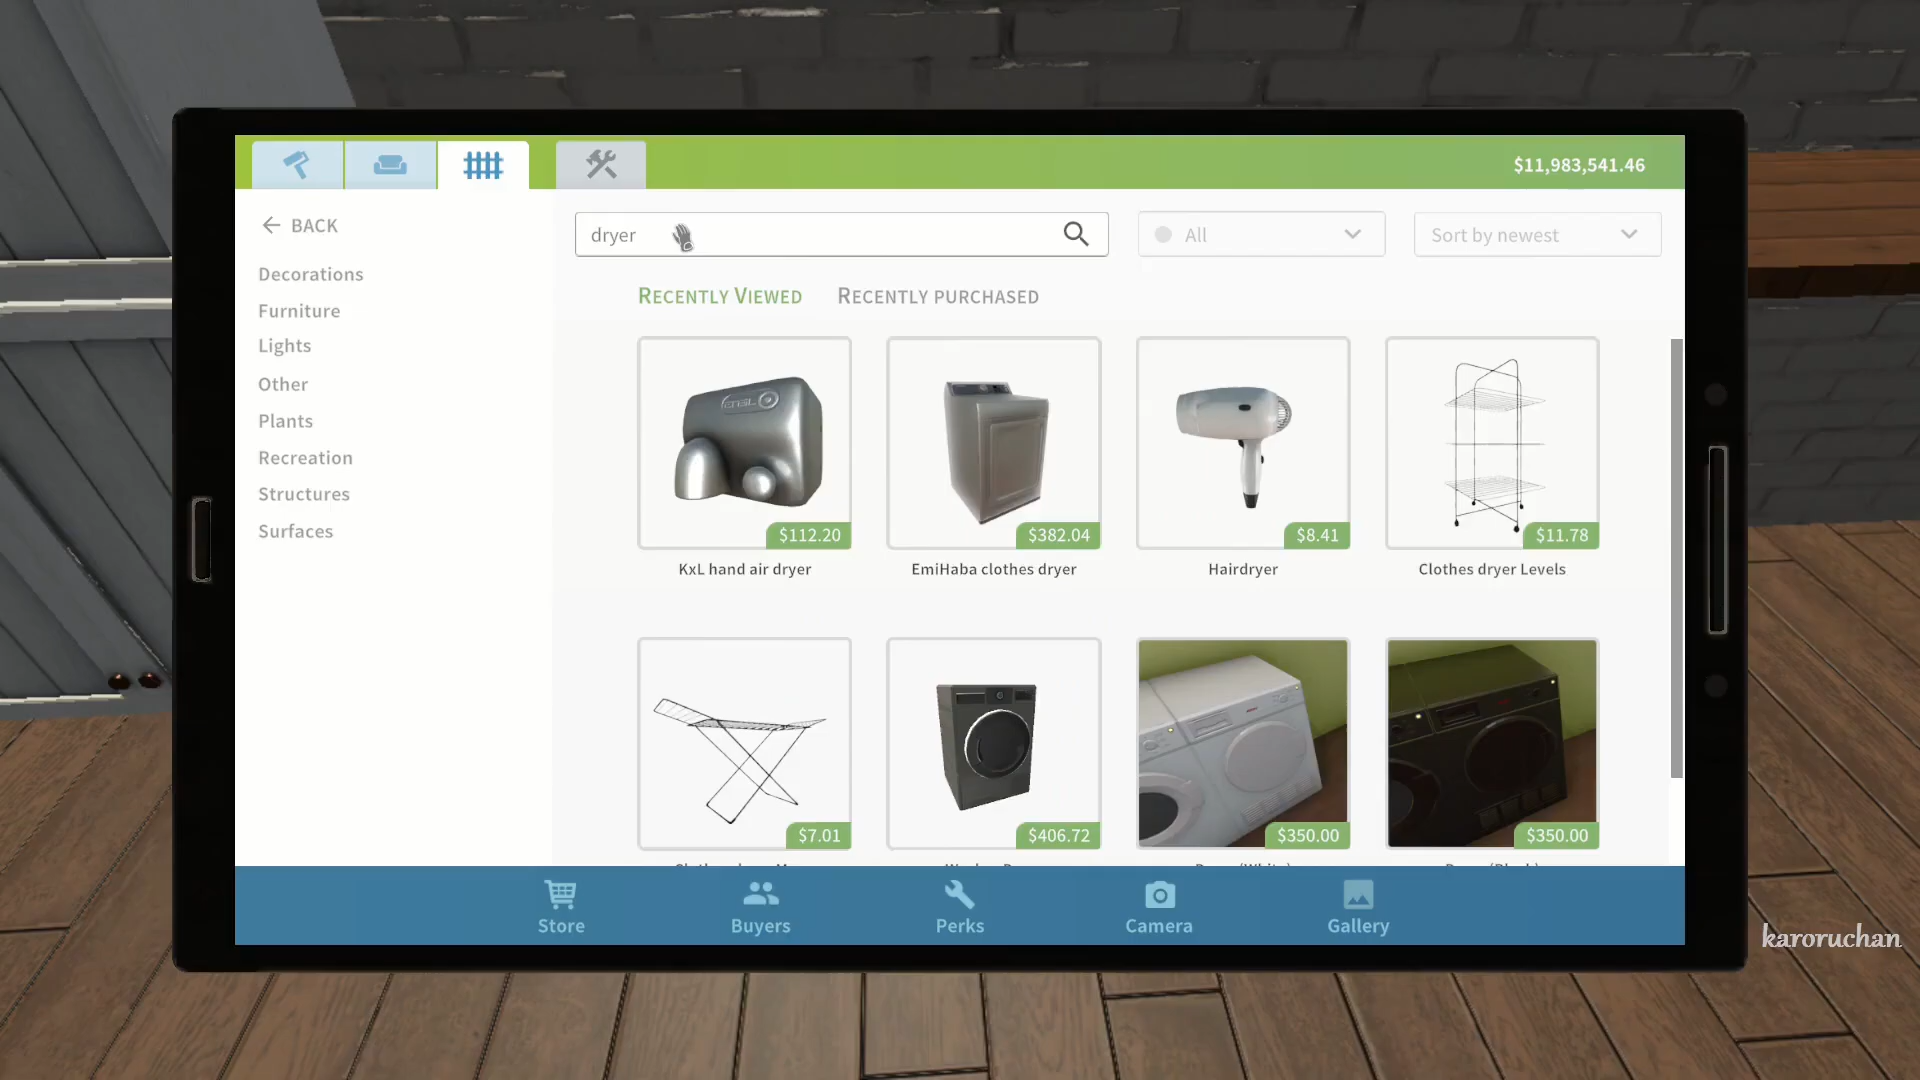 $11,983,541.46
BACK
dryer
All
Sort by newest
Decorations
Furniture
Lights
Other
Plants
Recreation
Structures
Surfaces
RECENTLY VIEWED
RECENTLY PURCHASED
$112.20
$382.04
$8.41
$11.78
KxL hand air dryer
EmiHaba clothes dryer
Hairdryer
Clothes dryer Levels
$7.01
$406.72
$350.00
$350.00
Store
Buyers
Perks
Camera
Gallery
karoruchan